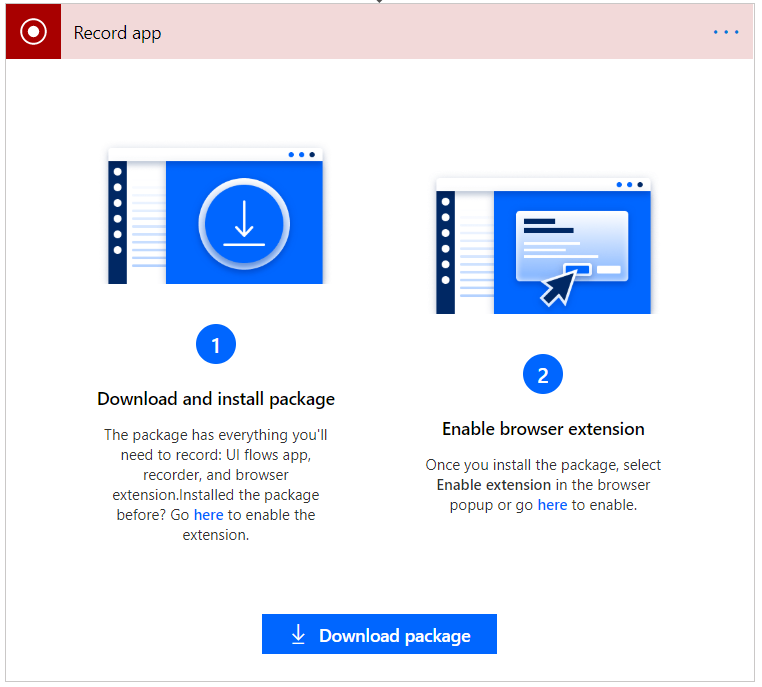 Record app
1
Download and install package
The package has everything you'll
need to record: UI flows app,
recorder, and browser
extension.Installed the package
before? Go here to enable the
extension.
2
Enable browser extension
Once you install the package, select
Enable extension in the browser
popup or go here to enable.
Download package